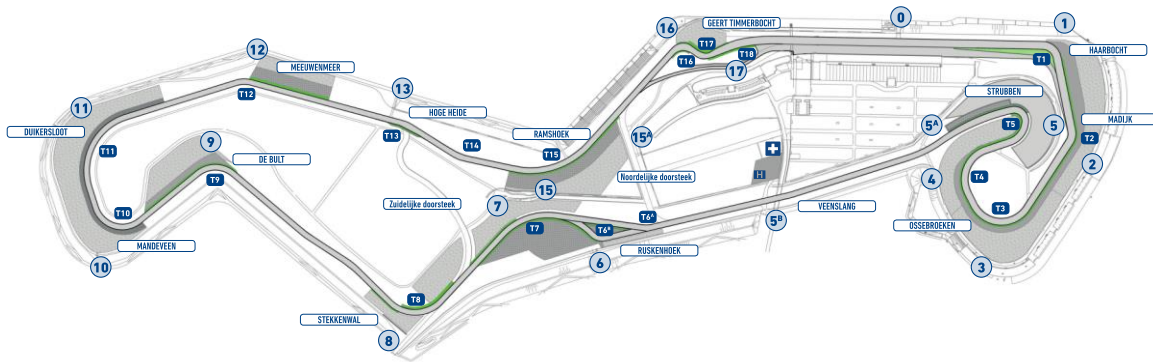 0
1
16
GEERT TIMMERBOCHT
T17
T18
T16
17
HAARBOCHT
T1
12
MEEUWENMEER
T12
13
HOGE HEIDE
T13
T14
RAMSHOEK
T15
15ᴬ
STRUBBEN
T5
5ᴬ
5
MADIJK
T2
2
11
DUIKERSLOOT
T11
9
DE BULT
T9
T10
MANDEVEEN
10
15
Noordelijke doorsteek
H
4
T4
T3
OSSEBROEKEN
3
Zuidelijke doorsteek
7
T7
T6ᴬ
T6ᴮ
6
RUSKENHOEK
VEENSLANG
5ᴮ
T8
STEKKENWAL
8